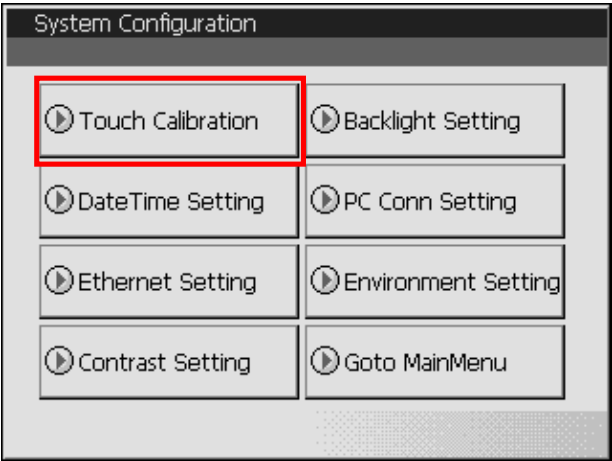 System Configuration
Touch Calibration
Backlight Setting
DateTime Setting
PC Conn Setting
Ethernet Setting
Environment Setting
Contrast Setting
Goto MainMenu